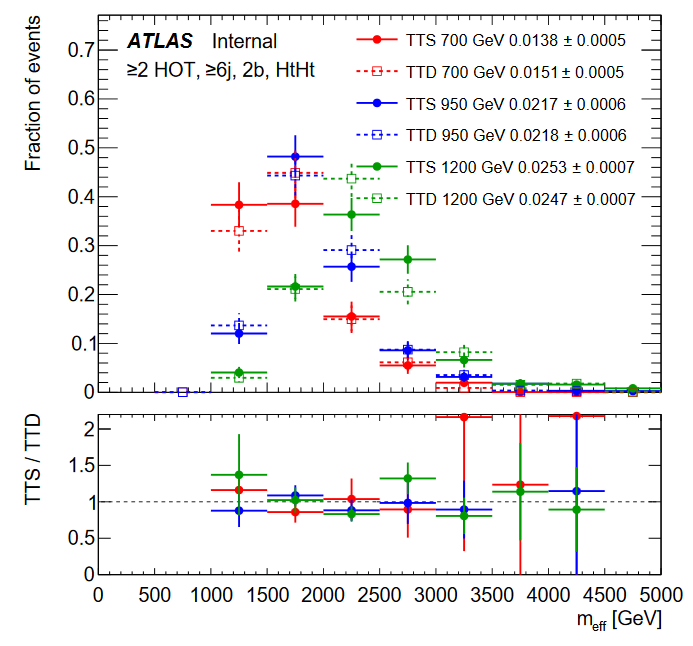 ATLAS Internal
≥2 HOT, ≥6j, 2b, HtHt
TTS 700 GeV 0.0138 ± 0.0005
TTD 700 GeV 0.0151 ± 0.0005
TTS 950 GeV 0.0217 ± 0.0006
TTD 950 GeV 0.0218 ± 0.0006
TTS 1200 GeV 0.0253 ± 0.0007
TTD 1200 GeV 0.0247 ± 0.0007
Fraction of events
0.7
0.6
0.5
0.4
0.3
0.2
0.1
0
TTS / TTD
2
1.5
1
0.5
0
0 500 1000 1500 2000 2500 3000 3500 4000 4500 5000
m_eff [GeV]